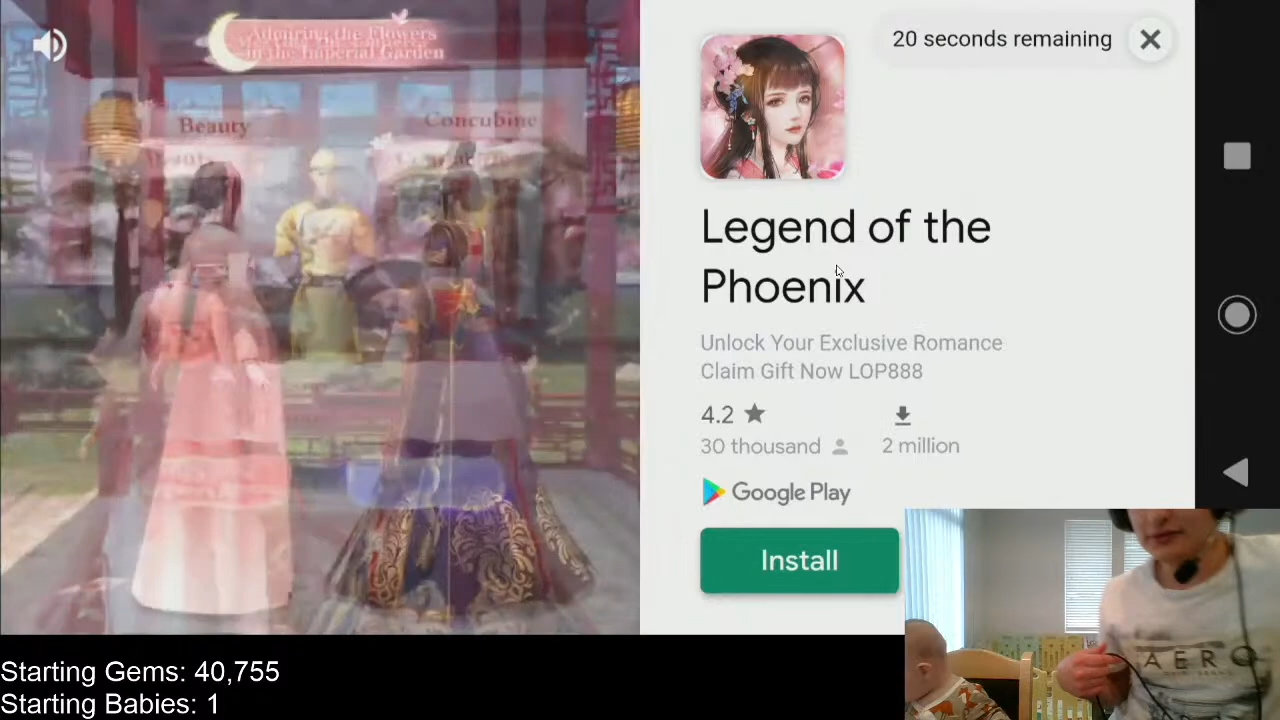 Admiring the Flowers
in the Imperial Garden
Beauty
Concubine
20 seconds remaining
Legend of the
Phoenix
Unlock Your Exclusive Romance
Claim Gift Now LOP888
4.2
30 thousand
2 million
Google Play
Install
Starting Gems: 40,755
Starting Babies: 1
AERO